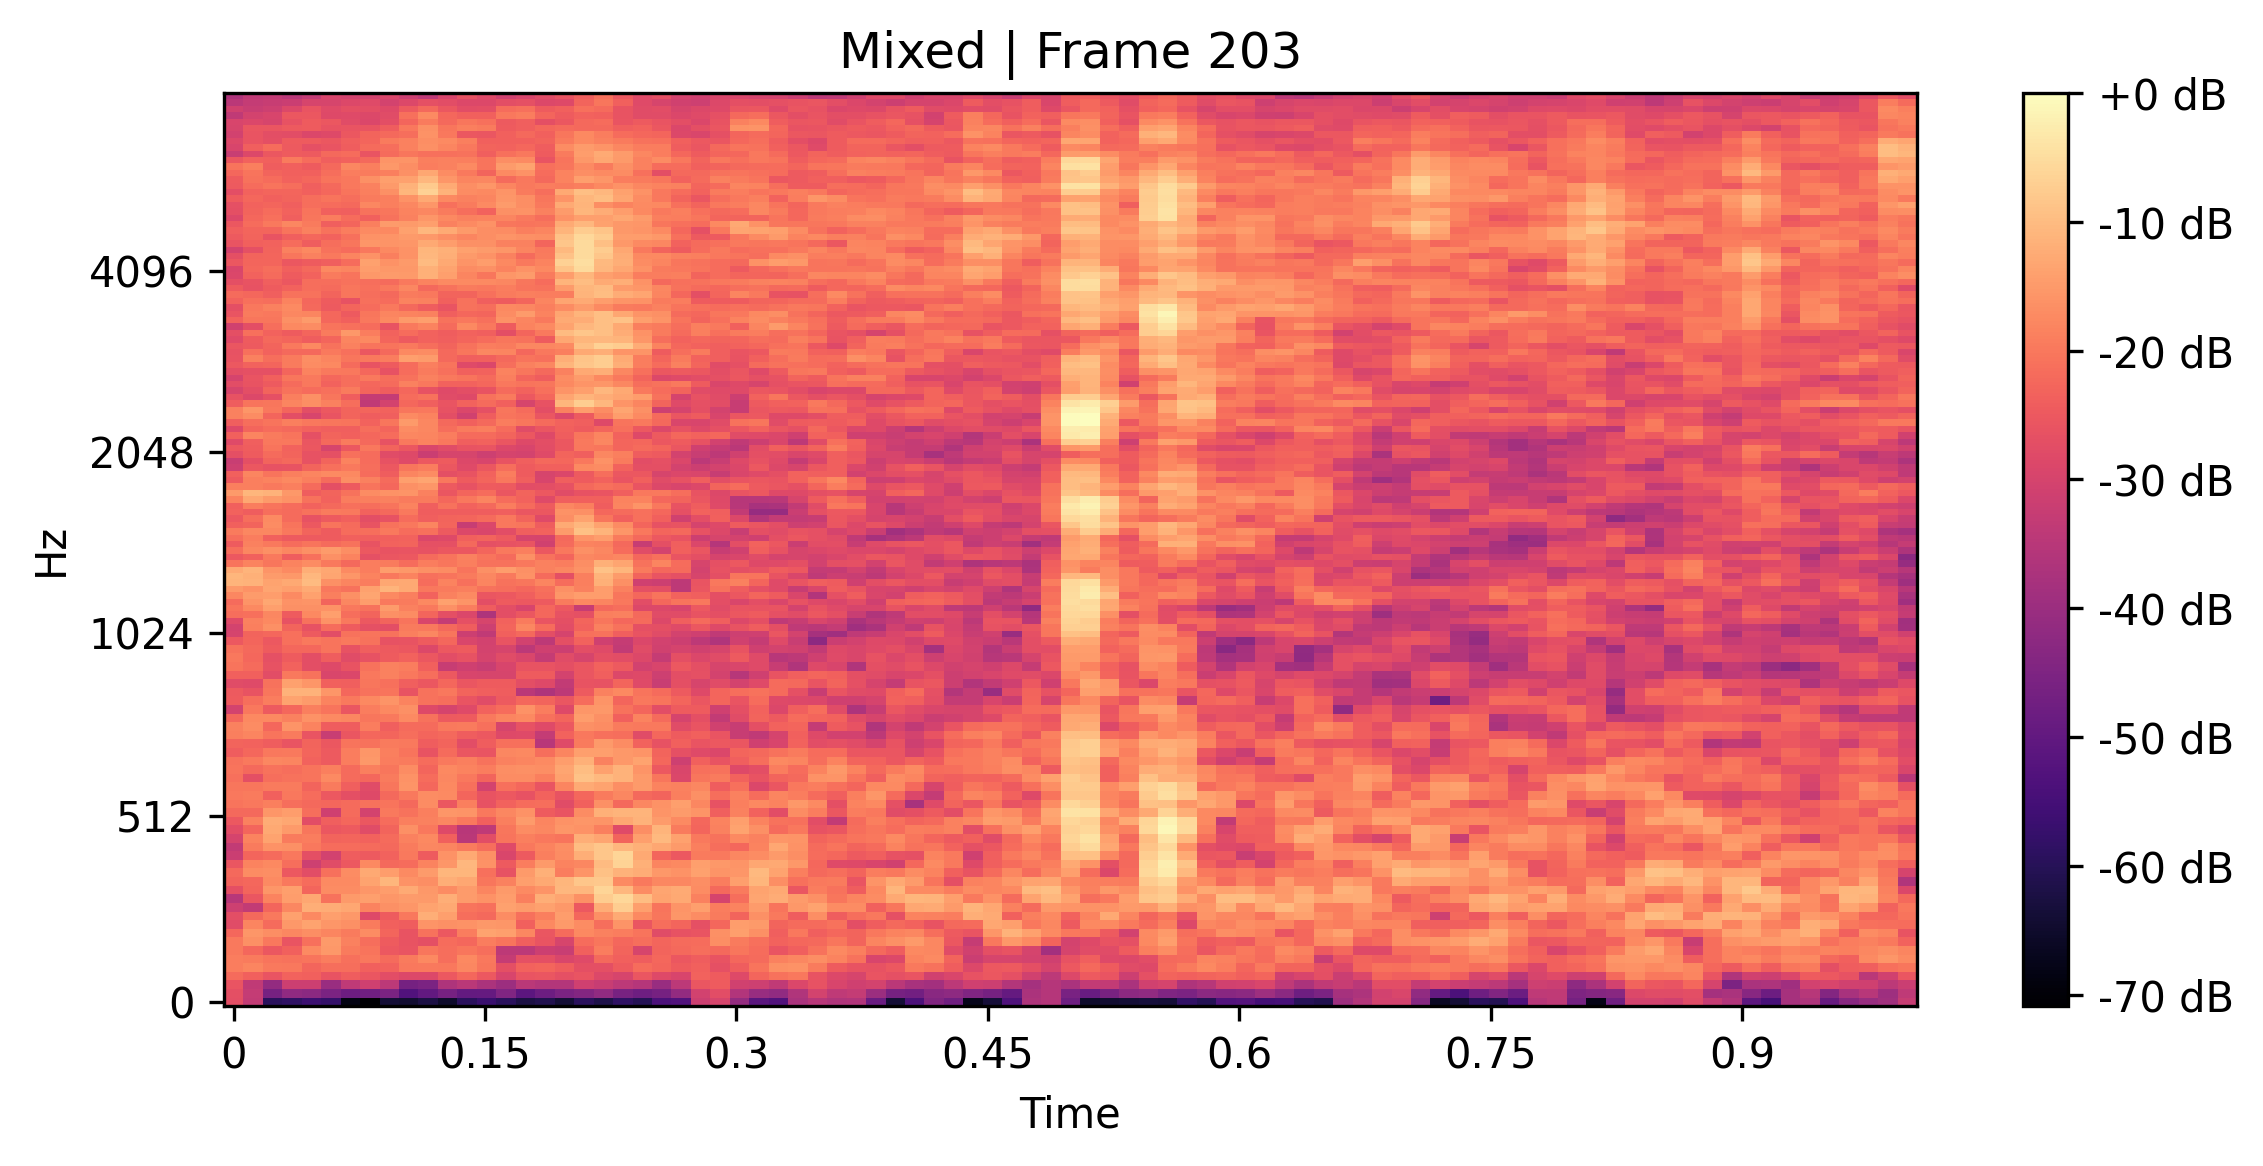 Mixed | Frame 203
Hz
4096
2048
1024
512
0
0 0.15 0.3 0.45 0.6 0.75 0.9
Time
+0 dB
-10 dB
-20 dB
-30 dB
-40 dB
-50 dB
-60 dB
-70 dB